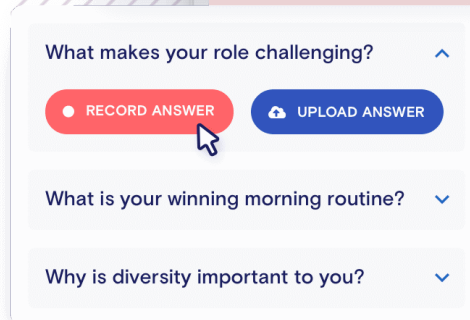 What makes your role challenging?
RECORD ANSWER
UPLOAD ANSWER
What is your winning morning routine?
Why is diversity important to you?